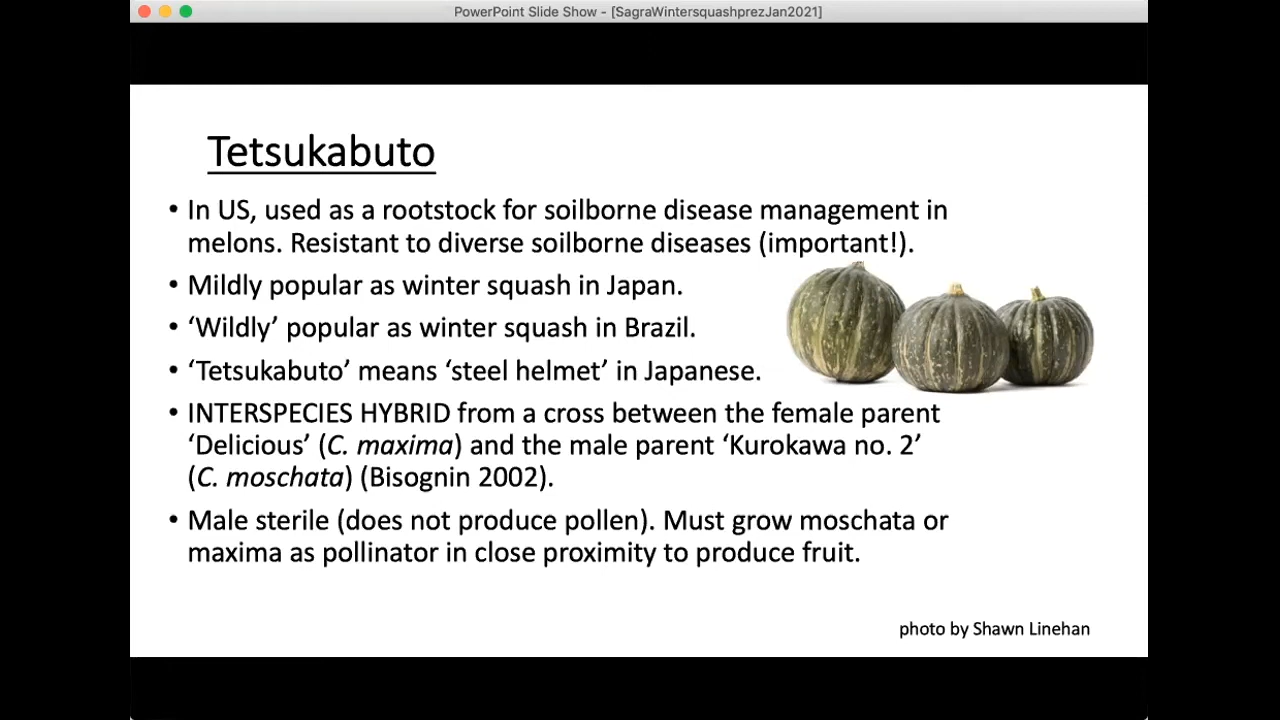 PowerPoint Slide Show - [SagraWintersquashprezJan2021]
Tetsukabuto
• In US, used as a rootstock for soilborne disease management in
melons. Resistant to diverse soilborne diseases (important!).
• Mildly popular as winter squash in Japan.
• ‘Wildly’ popular as winter squash in Brazil.
• ‘Tetsukabuto’ means ‘steel helmet’ in Japanese.
• INTERSPECIES HYBRID from a cross between the female parent
‘Delicious’ (C. maxima) and the male parent ‘Kurokawa no. 2’
(C. moschata) (Bisognin 2002).
• Male sterile (does not produce pollen). Must grow moschata or
maxima as pollinator in close proximity to produce fruit.
photo by Shawn Linehan